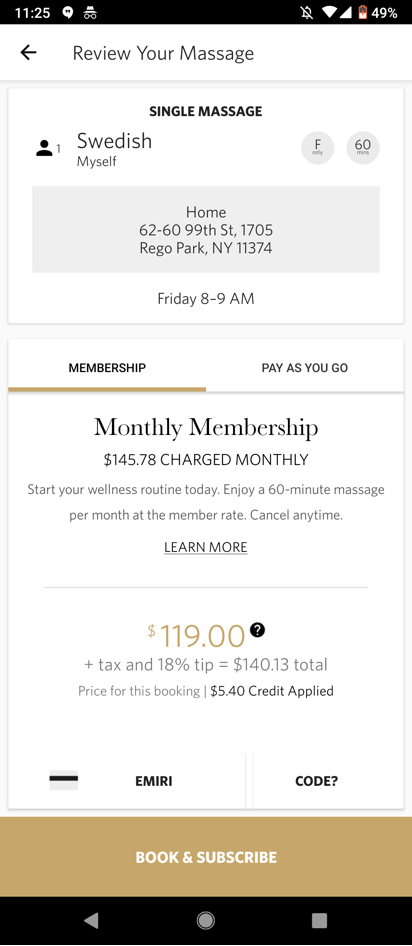 11:25
49%
Review Your Massage
SINGLE MASSAGE
1
Swedish
Myself
F
only
60
mins
Home
62-60 99th St, 1705
Rego Park, NY 11374
Friday 8–9 AM
MEMBERSHIP
PAY AS YOU GO
Monthly Membership
$145.78 CHARGED MONTHLY
Start your wellness routine today. Enjoy a 60-minute massage
per month at the member rate. Cancel anytime.
LEARN MORE
$119.00 ?
+ tax and 18% tip = $140.13 total
Price for this booking | $5.40 Credit Applied
EMIRI
CODE?
BOOK & SUBSCRIBE